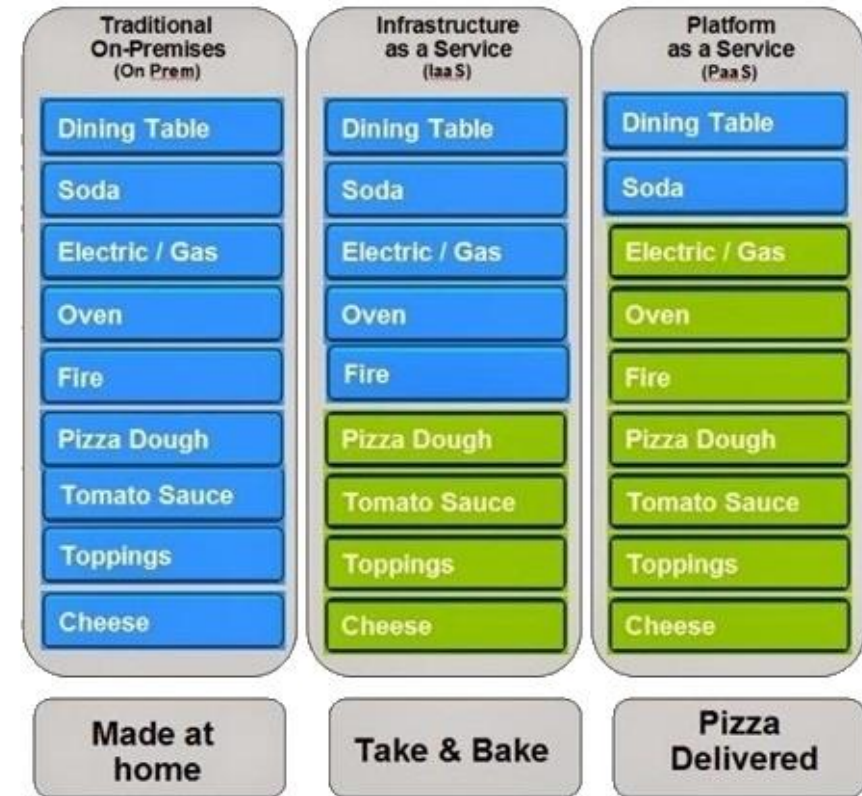 Traditional
On-Premises
(On Prem)
Dining Table
Soda
Electric / Gas
Oven
Fire
Pizza Dough
Tomato Sauce
Toppings
Cheese
Made at
home
Infrastructure
as a Service
(IaaS)
Dining Table
Soda
Electric / Gas
Oven
Fire
Pizza Dough
Tomato Sauce
Toppings
Cheese
Take & Bake
Platform
as a Service
(PaaS)
Dining Table
Soda
Electric / Gas
Oven
Fire
Pizza Dough
Tomato Sauce
Toppings
Cheese
Pizza
Delivered